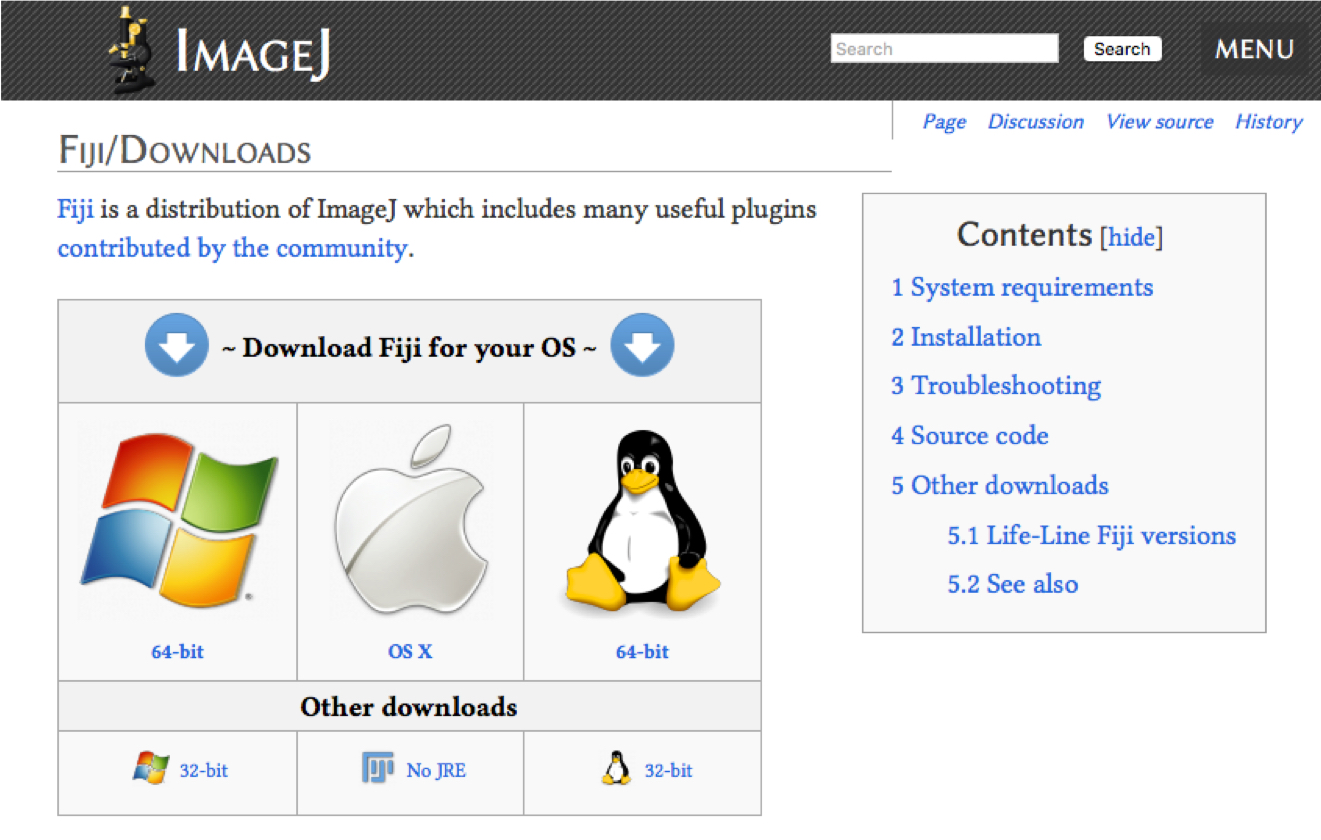 IMAGEJ
Search
Search
MENU
Page Discussion View source History
FIJI/DOWNLOADS
Fiji is a distribution of ImageJ which includes many useful plugins
contributed by the community.
~ Download Fiji for your OS ~
64-bit
OS X
64-bit
Other downloads
32-bit
No JRE
32-bit
Contents [hide]
1 System requirements
2 Installation
3 Troubleshooting
4 Source code
5 Other downloads
5.1 Life-Line Fiji versions
5.2 See also